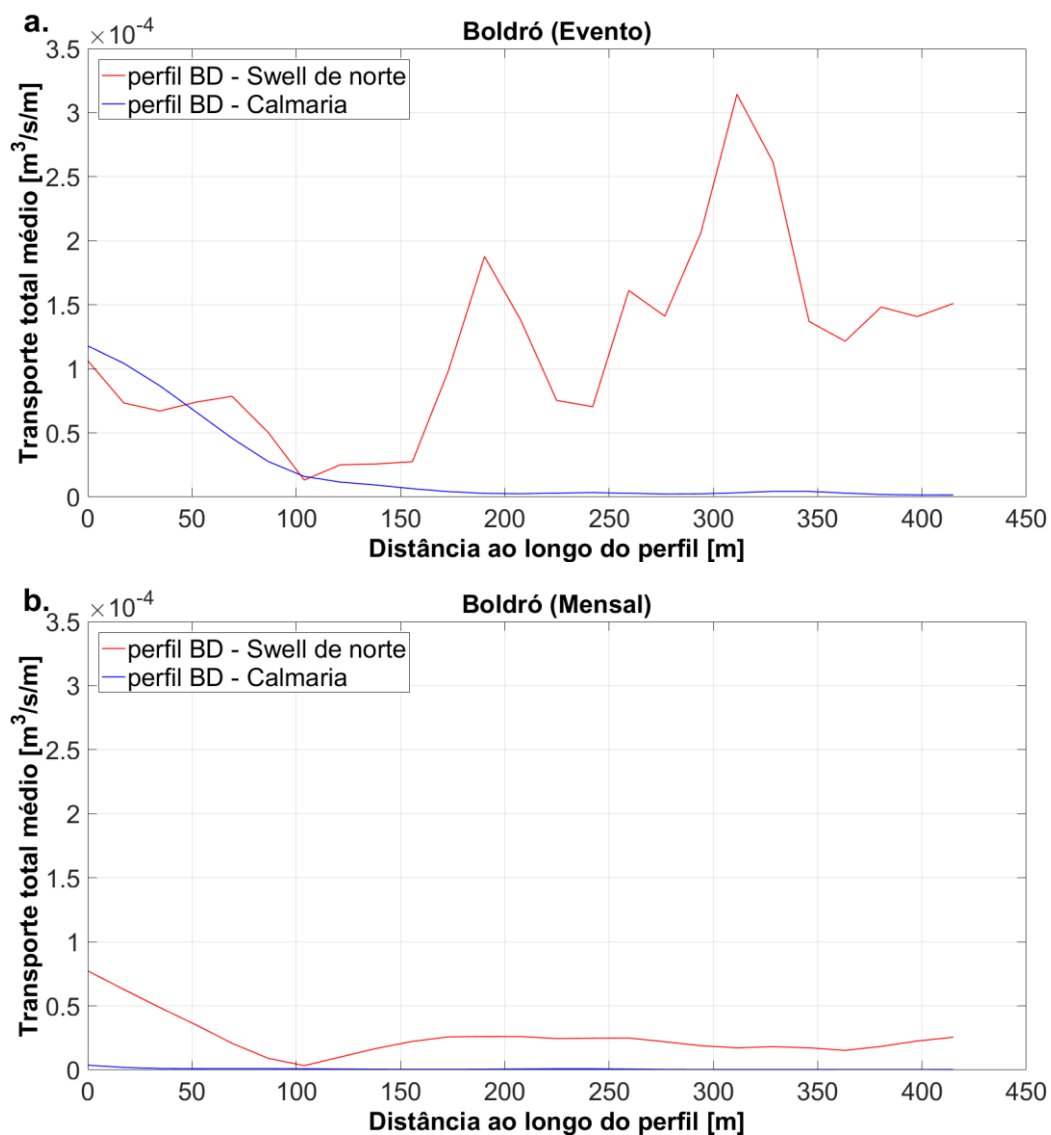 a.
×10⁻⁴
Boldró (Evento)
3.5
3
2.5
2
1.5
1
0.5
0
Transporte total médio [m³/s/m]
perfil BD - Swell de norte
perfil BD - Calmaria
0 50 100 150 200 250 300 350 400 450
Distância ao longo do perfil [m]
b.
×10⁻⁴
Boldró (Mensal)
3.5
3
2.5
2
1.5
1
0.5
0
Transporte total médio [m³/s/m]
perfil BD - Swell de norte
perfil BD - Calmaria
0 50 100 150 200 250 300 350 400 450
Distância ao longo do perfil [m]